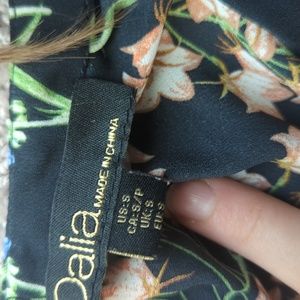 Dalia
MADE IN CHINA
US:S
CA:S/P
UK:S
EU:S